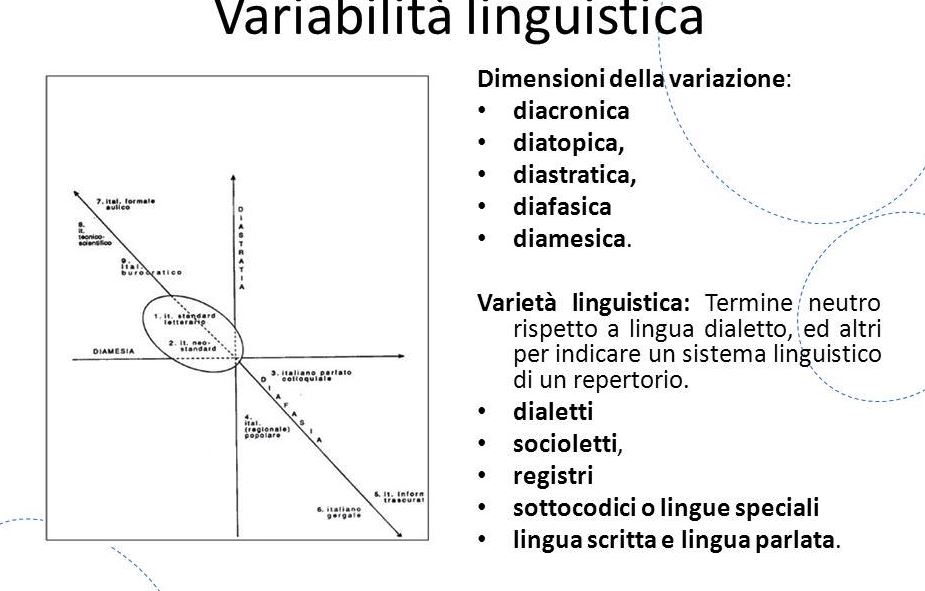 Variabilità linguistica
7. ital. formale
aulico
8.
it.
tecnico-
scientifico
9.
ital.
burocratico
DIASTRATIA
1. it. standard
letterario
2. it. neo-
standard
DIAMESIA
3. italiano parlato
colloquiale
DIAFASIA
4.
ital.
(regionale)
popolare
5. it. inform
trascurat
6. italiano
gergale
Dimensioni della variazione:
• diacronica
• diatopica,
• diastratica,
• diafasica
• diamesica.
Varietà linguistica: Termine neutro
rispetto a lingua dialetto, ed altri
per indicare un sistema linguistico
di un repertorio.
• dialetti
• socioletti,
• registri
• sottocodici o lingue speciali
• lingua scritta e lingua parlata.